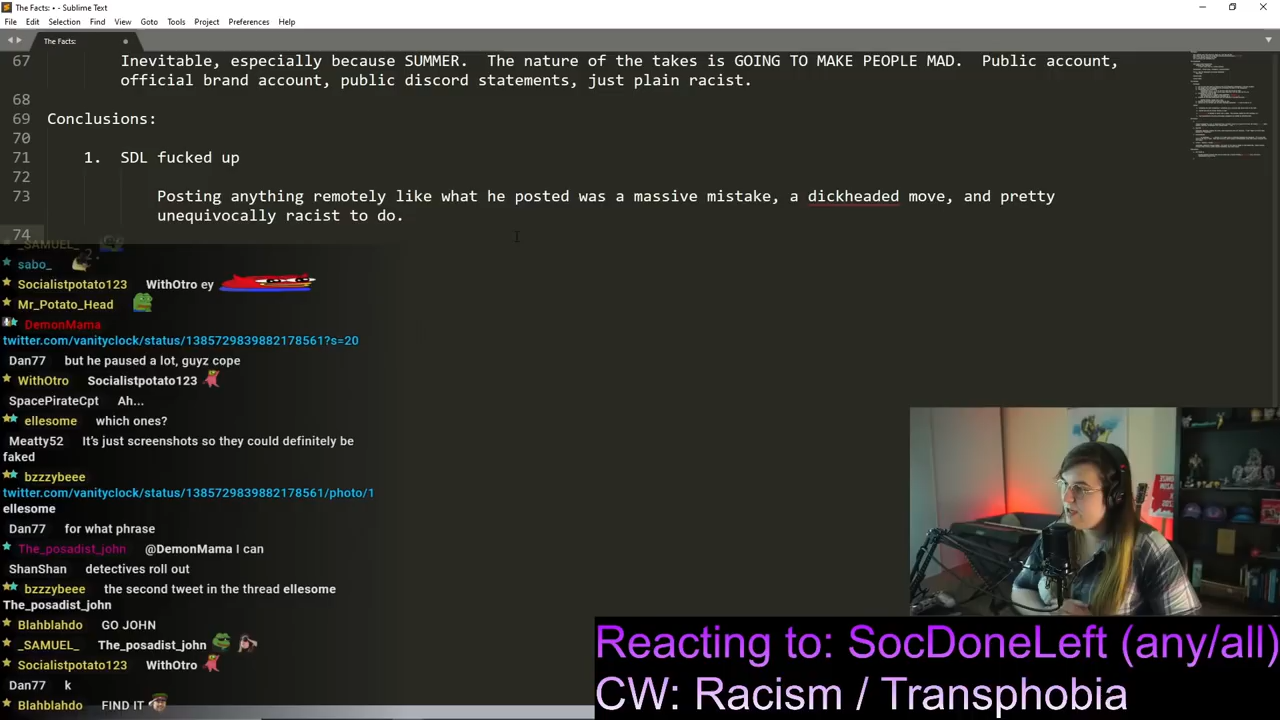 The Facts: • - Sublime Text
File Edit Selection Find View Goto Tools Project Preferences Help
The Facts:
67 Inevitable, especially because SUMMER. The nature of the takes is GOING TO MAKE PEOPLE MAD. Public account,
official brand account, public discord statements, just plain racist.
68
69 Conclusions:
70
71 1. SDL fucked up
72
73 Posting anything remotely like what he posted was a massive mistake, a dickheaded move, and pretty
unequivocally racist to do.
74
_SAMUEL_
sabo_
Socialistpotato123 WithOtro ey
Mr_Potato_Head
DemonMama
twitter.com/vanityclock/status/1385729839882178561?s=20
Dan77 but he paused a lot, guyz cope
WithOtro Socialistpotato123
SpacePirateCpt Ah...
ellesome which ones?
Meatty52 It's just screenshots so they could definitely be
faked
bzzzybeee
twitter.com/vanityclock/status/1385729839882178561/photo/1
ellesome
Dan77 for what phrase
The_posadist_john @DemonMama I can
ShanShan detectives roll out
bzzzybeee the second tweet in the thread ellesome
The_posadist_john
Blahblahdo GO JOHN
_SAMUEL_ The_posadist_john
Socialistpotato123 WithOtro
Dan77 k
Blahblahdo FIND IT
Reacting to: SocDoneLeft (any/all)
CW: Racism / Transphobia